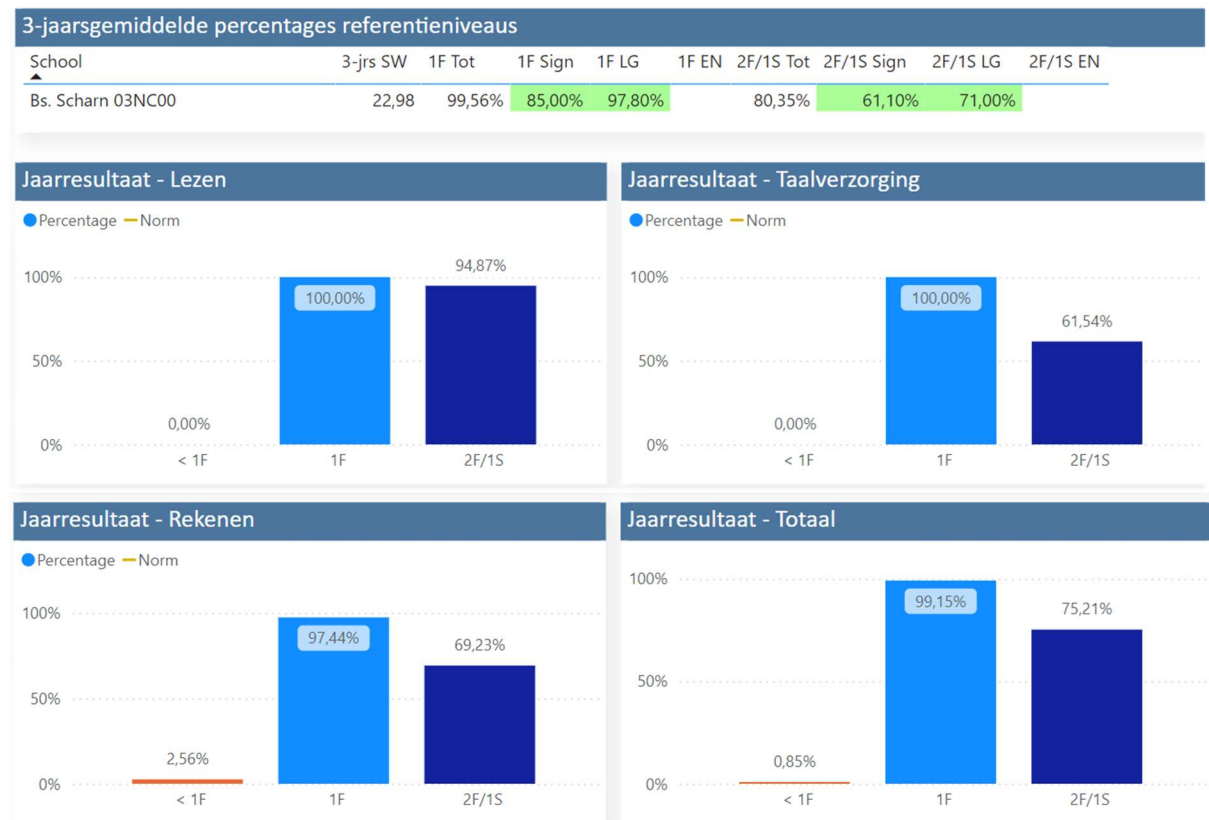 3-jaarsgemiddelde percentages referentieniveaus
School 3-jrs SW 1F Tot 1F Sign 1F LG 1F EN 2F/1S Tot 2F/1S Sign 2F/1S LG 2F/1S EN
Bs. Scharn 03NC00 22,98 99,56% 85,00% 97,80% 80,35% 61,10% 71,00%
Jaarresultaat - Lezen
Percentage Norm
94,87%
100%
100,00%
50%
0,00%
0%
< 1F 1F 2F/1S
Jaarresultaat - Taalverzorging
Percentage Norm
100%
100,00%
61,54%
50%
0,00%
0%
< 1F 1F 2F/1S
Jaarresultaat - Rekenen
Percentage Norm
100%
97,44%
69,23%
50%
2,56%
0%
< 1F 1F 2F/1S
Jaarresultaat - Totaal
100%
99,15%
75,21%
50%
0,85%
0%
< 1F 1F 2F/1S